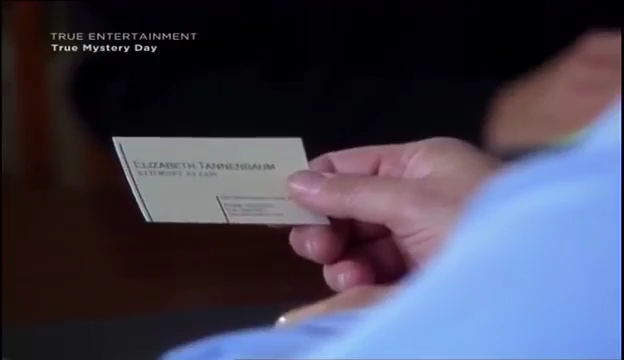 TRUE ENTERTAINMENT
True Mystery Day
ELIZABETH TANNENBAUM
ATTORNEY AT LAW